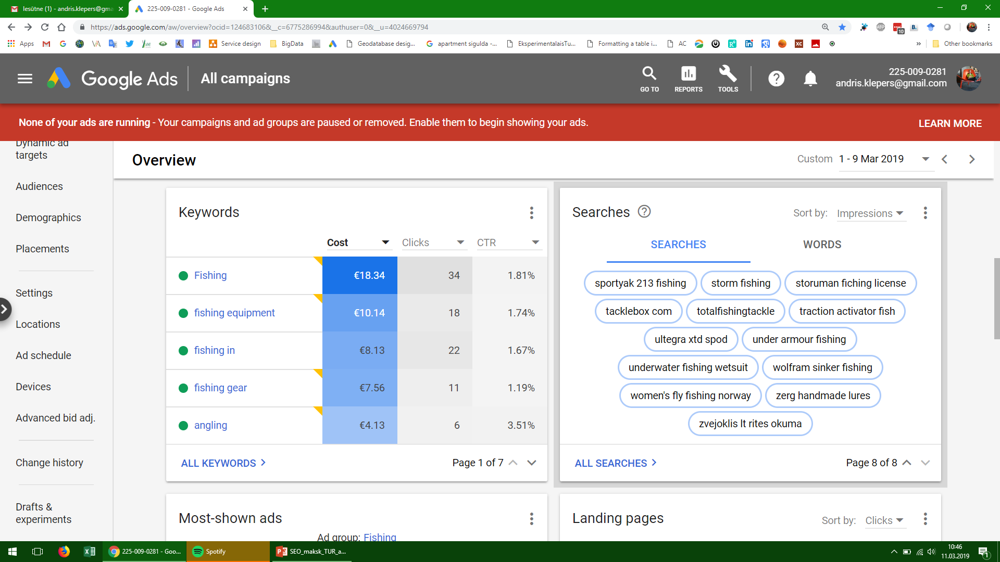 Iesūtne (1) - andris.klepers@gma
225-009-0281 - Google Ads
https://ads.google.com/aw/overview?ocid=124683106&__c=6775286994&authuser=0&__u=4024669794
ABP
10
B.
Apps
Service design
BigData
Geodatabase desig...
apartment sigulda -...
EksperimentalaisTu...
Formatting a table i...
AC
XC
»
Other bookmarks
Google Ads
All campaigns
GO TO
REPORTS
TOOLS
225-009-0281
andris.klepers@gmail.com
None of your ads are running - Your campaigns and ad groups are paused or removed. Enable them to begin showing your ads.
LEARN MORE
Dynamic ad
targets
Audiences
Demographics
Placements
Settings
Locations
Ad schedule
Devices
Advanced bid adj.
Change history
Drafts &
experiments
Overview
Custom 1 - 9 Mar 2019
Keywords
Cost Clicks CTR
Fishing €18.34 34 1.81%
fishing equipment €10.14 18 1.74%
fishing in €8.13 22 1.67%
fishing gear €7.56 11 1.19%
angling €4.13 6 3.51%
ALL KEYWORDS
Page 1 of 7
Searches
Sort by: Impressions
SEARCHES WORDS
sportyak 213 fishing storm fishing storuman fiching license
tacklebox com totalfishingtackle traction activator fish
ultegra xtd spod under armour fishing
underwater fishing wetsuit wolfram sinker fishing
women's fly fishing norway zerg handmade lures
zvejoklis lt rites okuma
ALL SEARCHES
Page 8 of 8
Most-shown ads
Ad group: Fishing
Landing pages
Sort by: Clicks
225-009-0281 - Goo...
Spotify
SEO_maksk_TUR_a...
10:46
11.03.2019
1